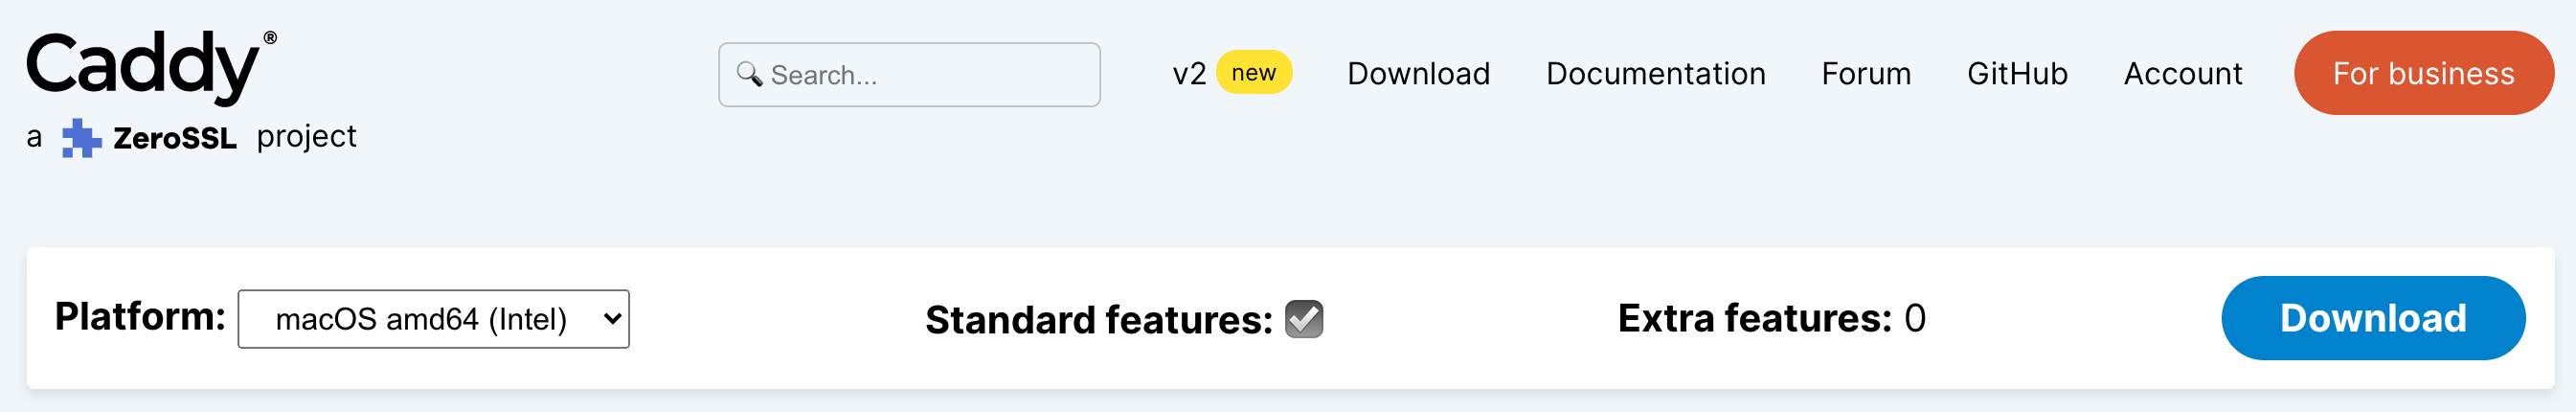 Caddy®
a ZeroSSL project
🔍 Search...
v2 new Download Documentation Forum GitHub Account For business
Platform: macOS amd64 (Intel) Standard features: Extra features: 0 Download